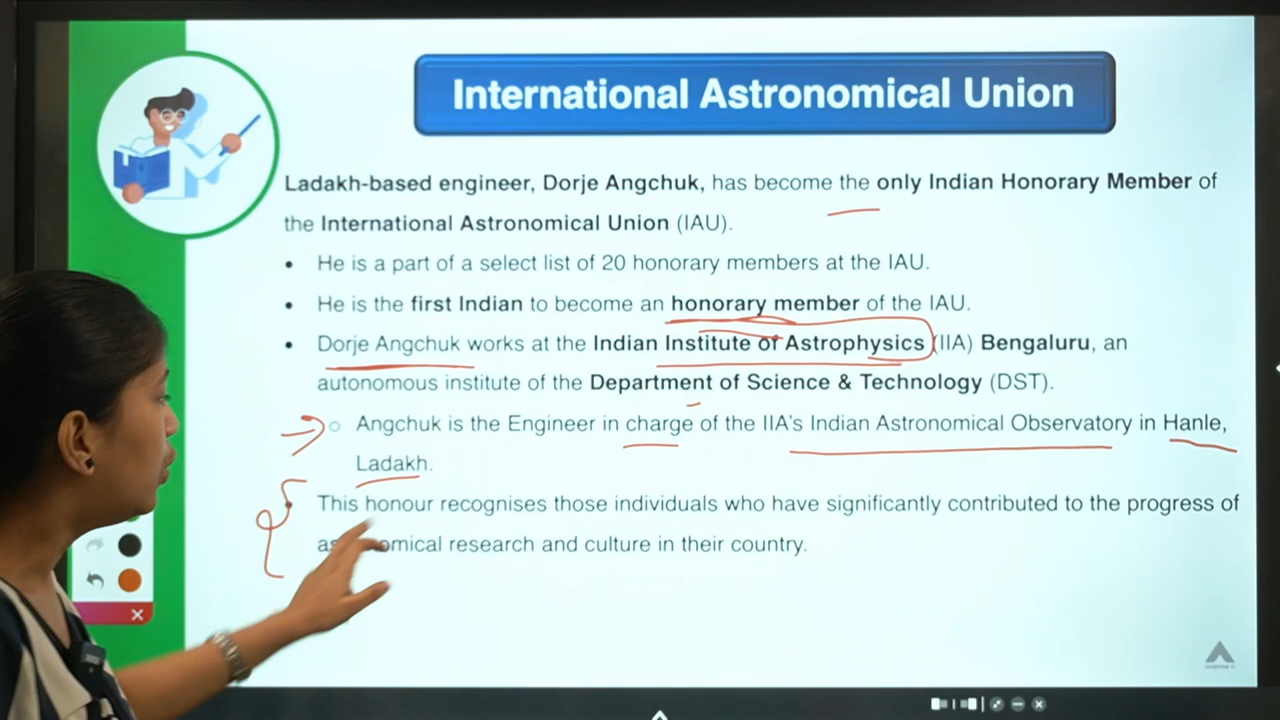 International Astronomical Union
Ladakh-based engineer, Dorje Angchuk, has become the only Indian Honorary Member of
the International Astronomical Union (IAU).
• He is a part of a select list of 20 honorary members at the IAU.
• He is the first Indian to become an honorary member of the IAU.
• Dorje Angchuk works at the Indian Institute of Astrophysics (IIA) Bengaluru, an
autonomous institute of the Department of Science & Technology (DST).
○ Angchuk is the Engineer in charge of the IIA's Indian Astronomical Observatory in Hanle,
Ladakh.
• This honour recognises those individuals who have significantly contributed to the progress of
as omical research and culture in their country.